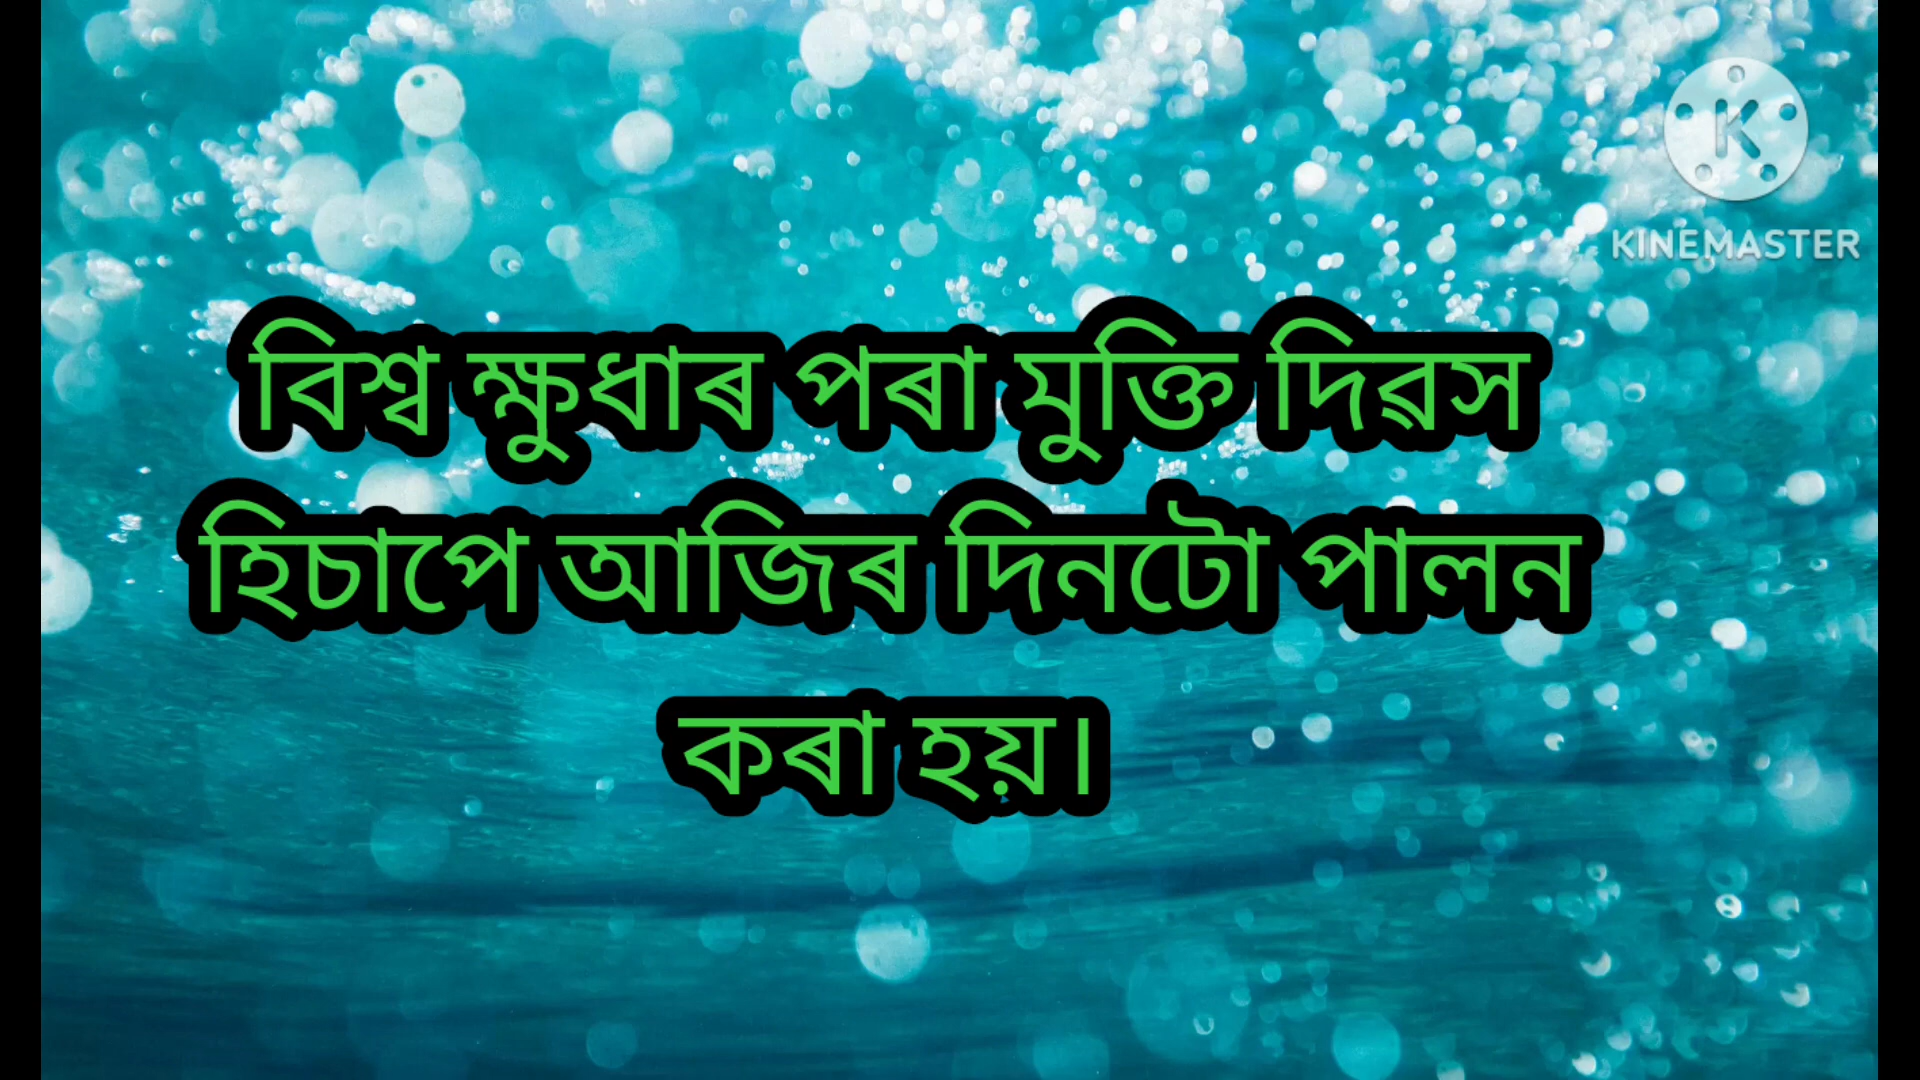 KINEMASTER
বিশ্ব ক্ষুধাৰ পৰা মুক্তি দিৱস
হিচাপে আজিৰ দিনটো পালন
কৰা হয়।